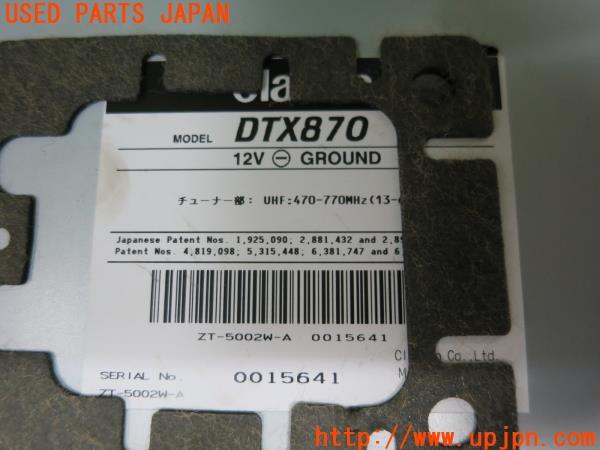 USED PARTS JAPAN
MODEL DTX870
12V ⊖ GROUND
チューナー部: UHF:470-770MHz(13-
Japanese Patent Nos. 1,925,090; 2,881,432 and 2,8
Patent Nos. 4,819,098; 5,315,448; 6,381,747 and 6
ZT-5002W-A 0015641
Co.,Ltd.
SERIAL No. 0015641
ZT-5002W-A
http://www.upjpn.com/